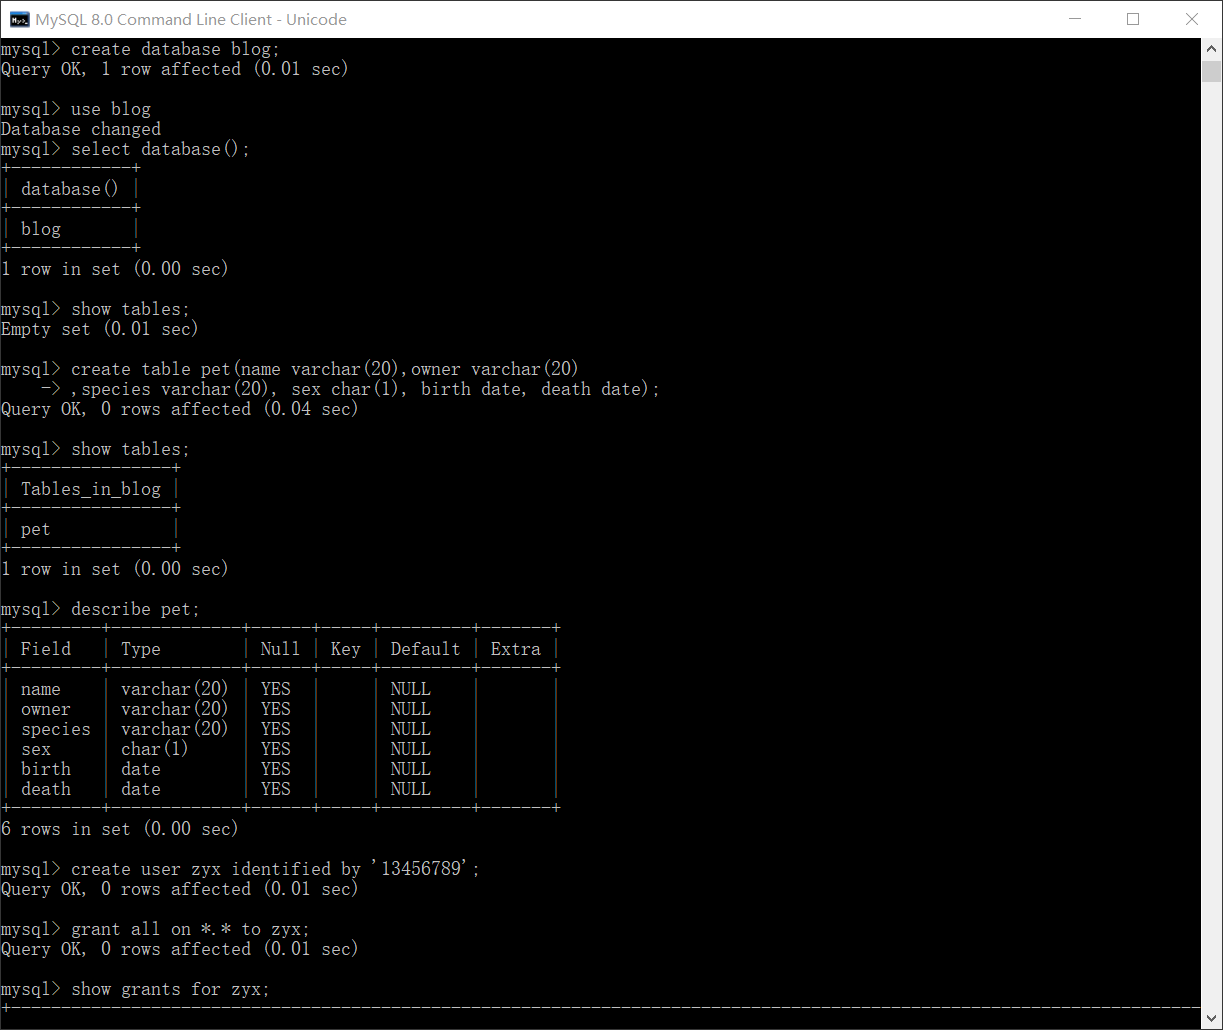 MySQL 8.0 Command Line Client - Unicode
mysql> create database blog;
Query OK, 1 row affected (0.01 sec)
mysql> use blog
Database changed
mysql> select database();
+------------+
| database() |
+------------+
| blog       |
+------------+
1 row in set (0.00 sec)
mysql> show tables;
Empty set (0.01 sec)
mysql> create table pet(name varchar(20),owner varchar(20)
    -> ,species varchar(20), sex char(1), birth date, death date);
Query OK, 0 rows affected (0.04 sec)
mysql> show tables;
+----------------+
| Tables_in_blog |
+----------------+
| pet            |
+----------------+
1 row in set (0.00 sec)
mysql> describe pet;
+---------+-------------+------+-----+---------+-------+
| Field   | Type        | Null | Key | Default | Extra |
+---------+-------------+------+-----+---------+-------+
| name    | varchar(20) | YES  |     | NULL    |       |
| owner   | varchar(20) | YES  |     | NULL    |       |
| species | varchar(20) | YES  |     | NULL    |       |
| sex     | char(1)     | YES  |     | NULL    |       |
| birth   | date        | YES  |     | NULL    |       |
| death   | date        | YES  |     | NULL    |       |
+---------+-------------+------+-----+---------+-------+
6 rows in set (0.00 sec)
mysql> create user zyx identified by '13456789';
Query OK, 0 rows affected (0.01 sec)
mysql> grant all on *.* to zyx;
Query OK, 0 rows affected (0.01 sec)
mysql> show grants for zyx;
+-----------------------------------------------------------------------------------------------------------------------